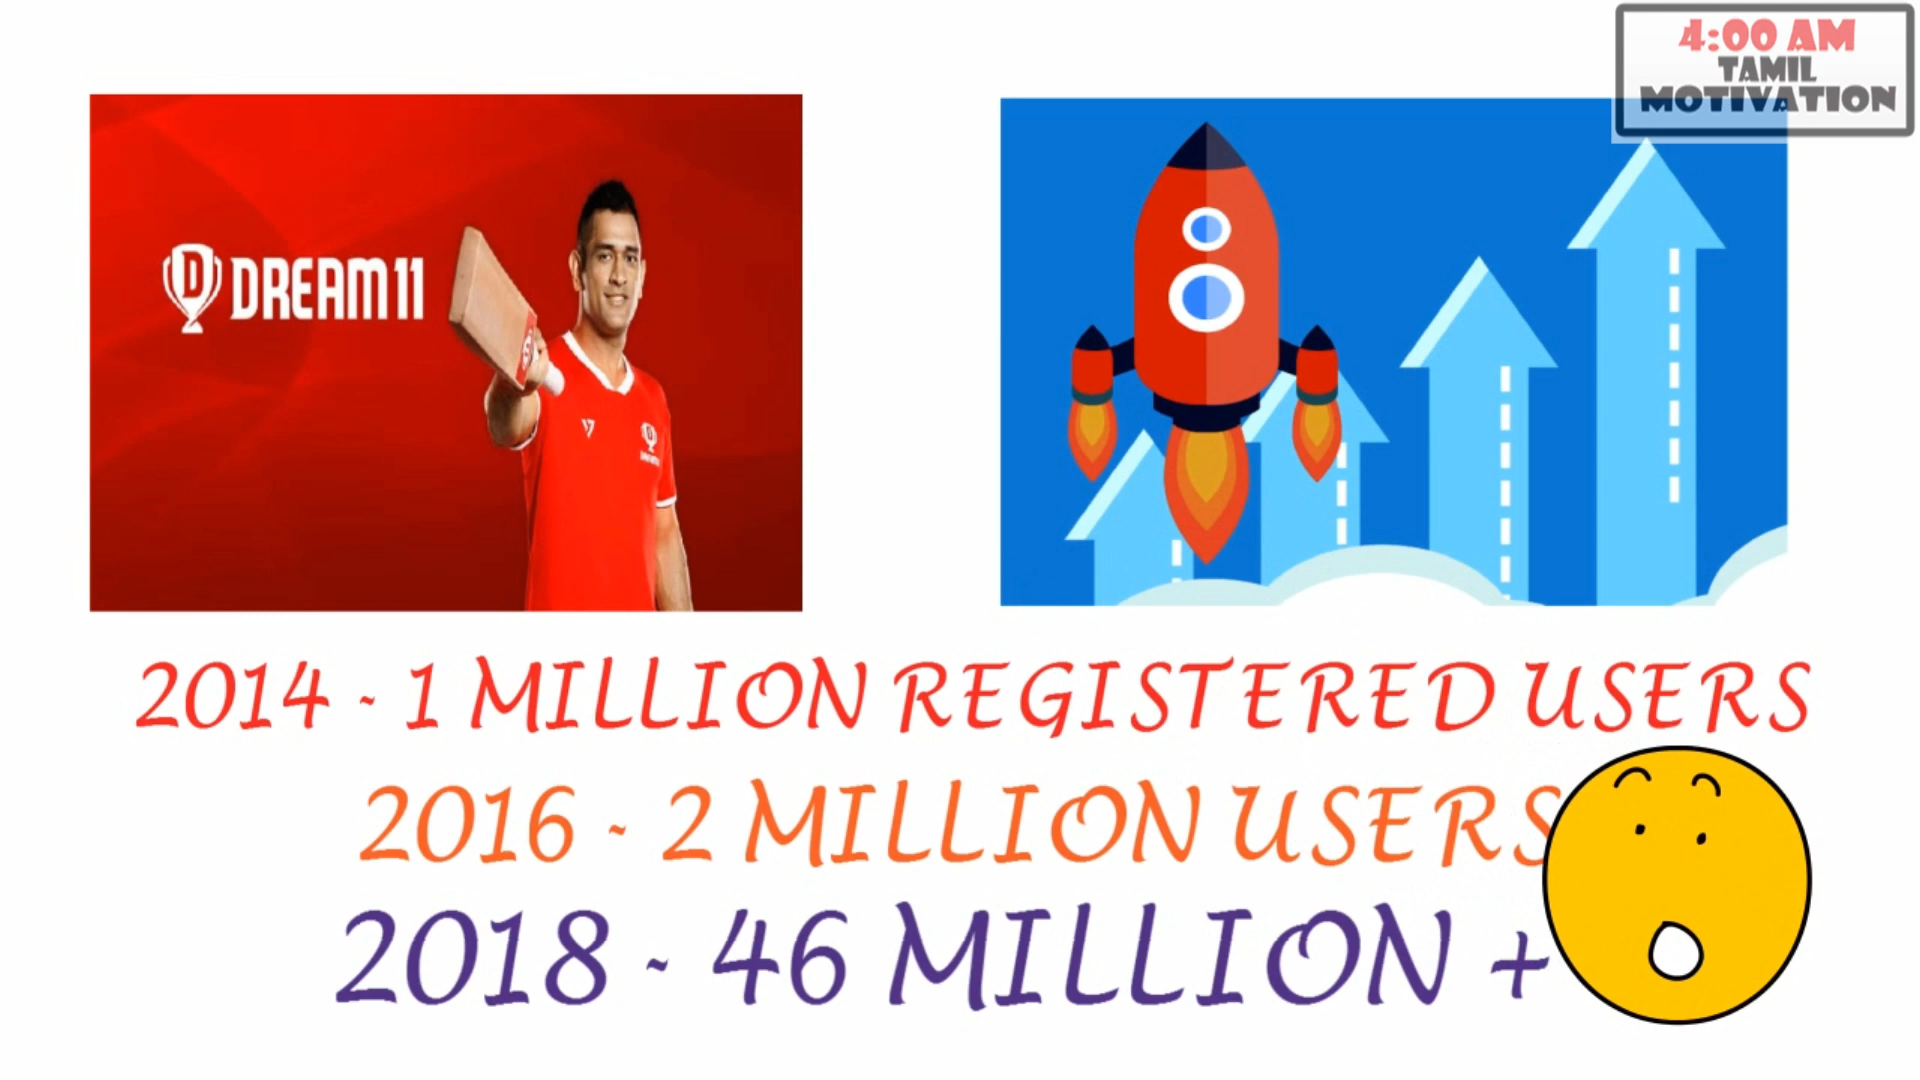 4:00 AM
TAMIL
MOTIVATION
D DREAM11
2014 - 1 MILLION REGISTERED USERS
2016 - 2 MILLION USERS
2018 - 46 MILLION +